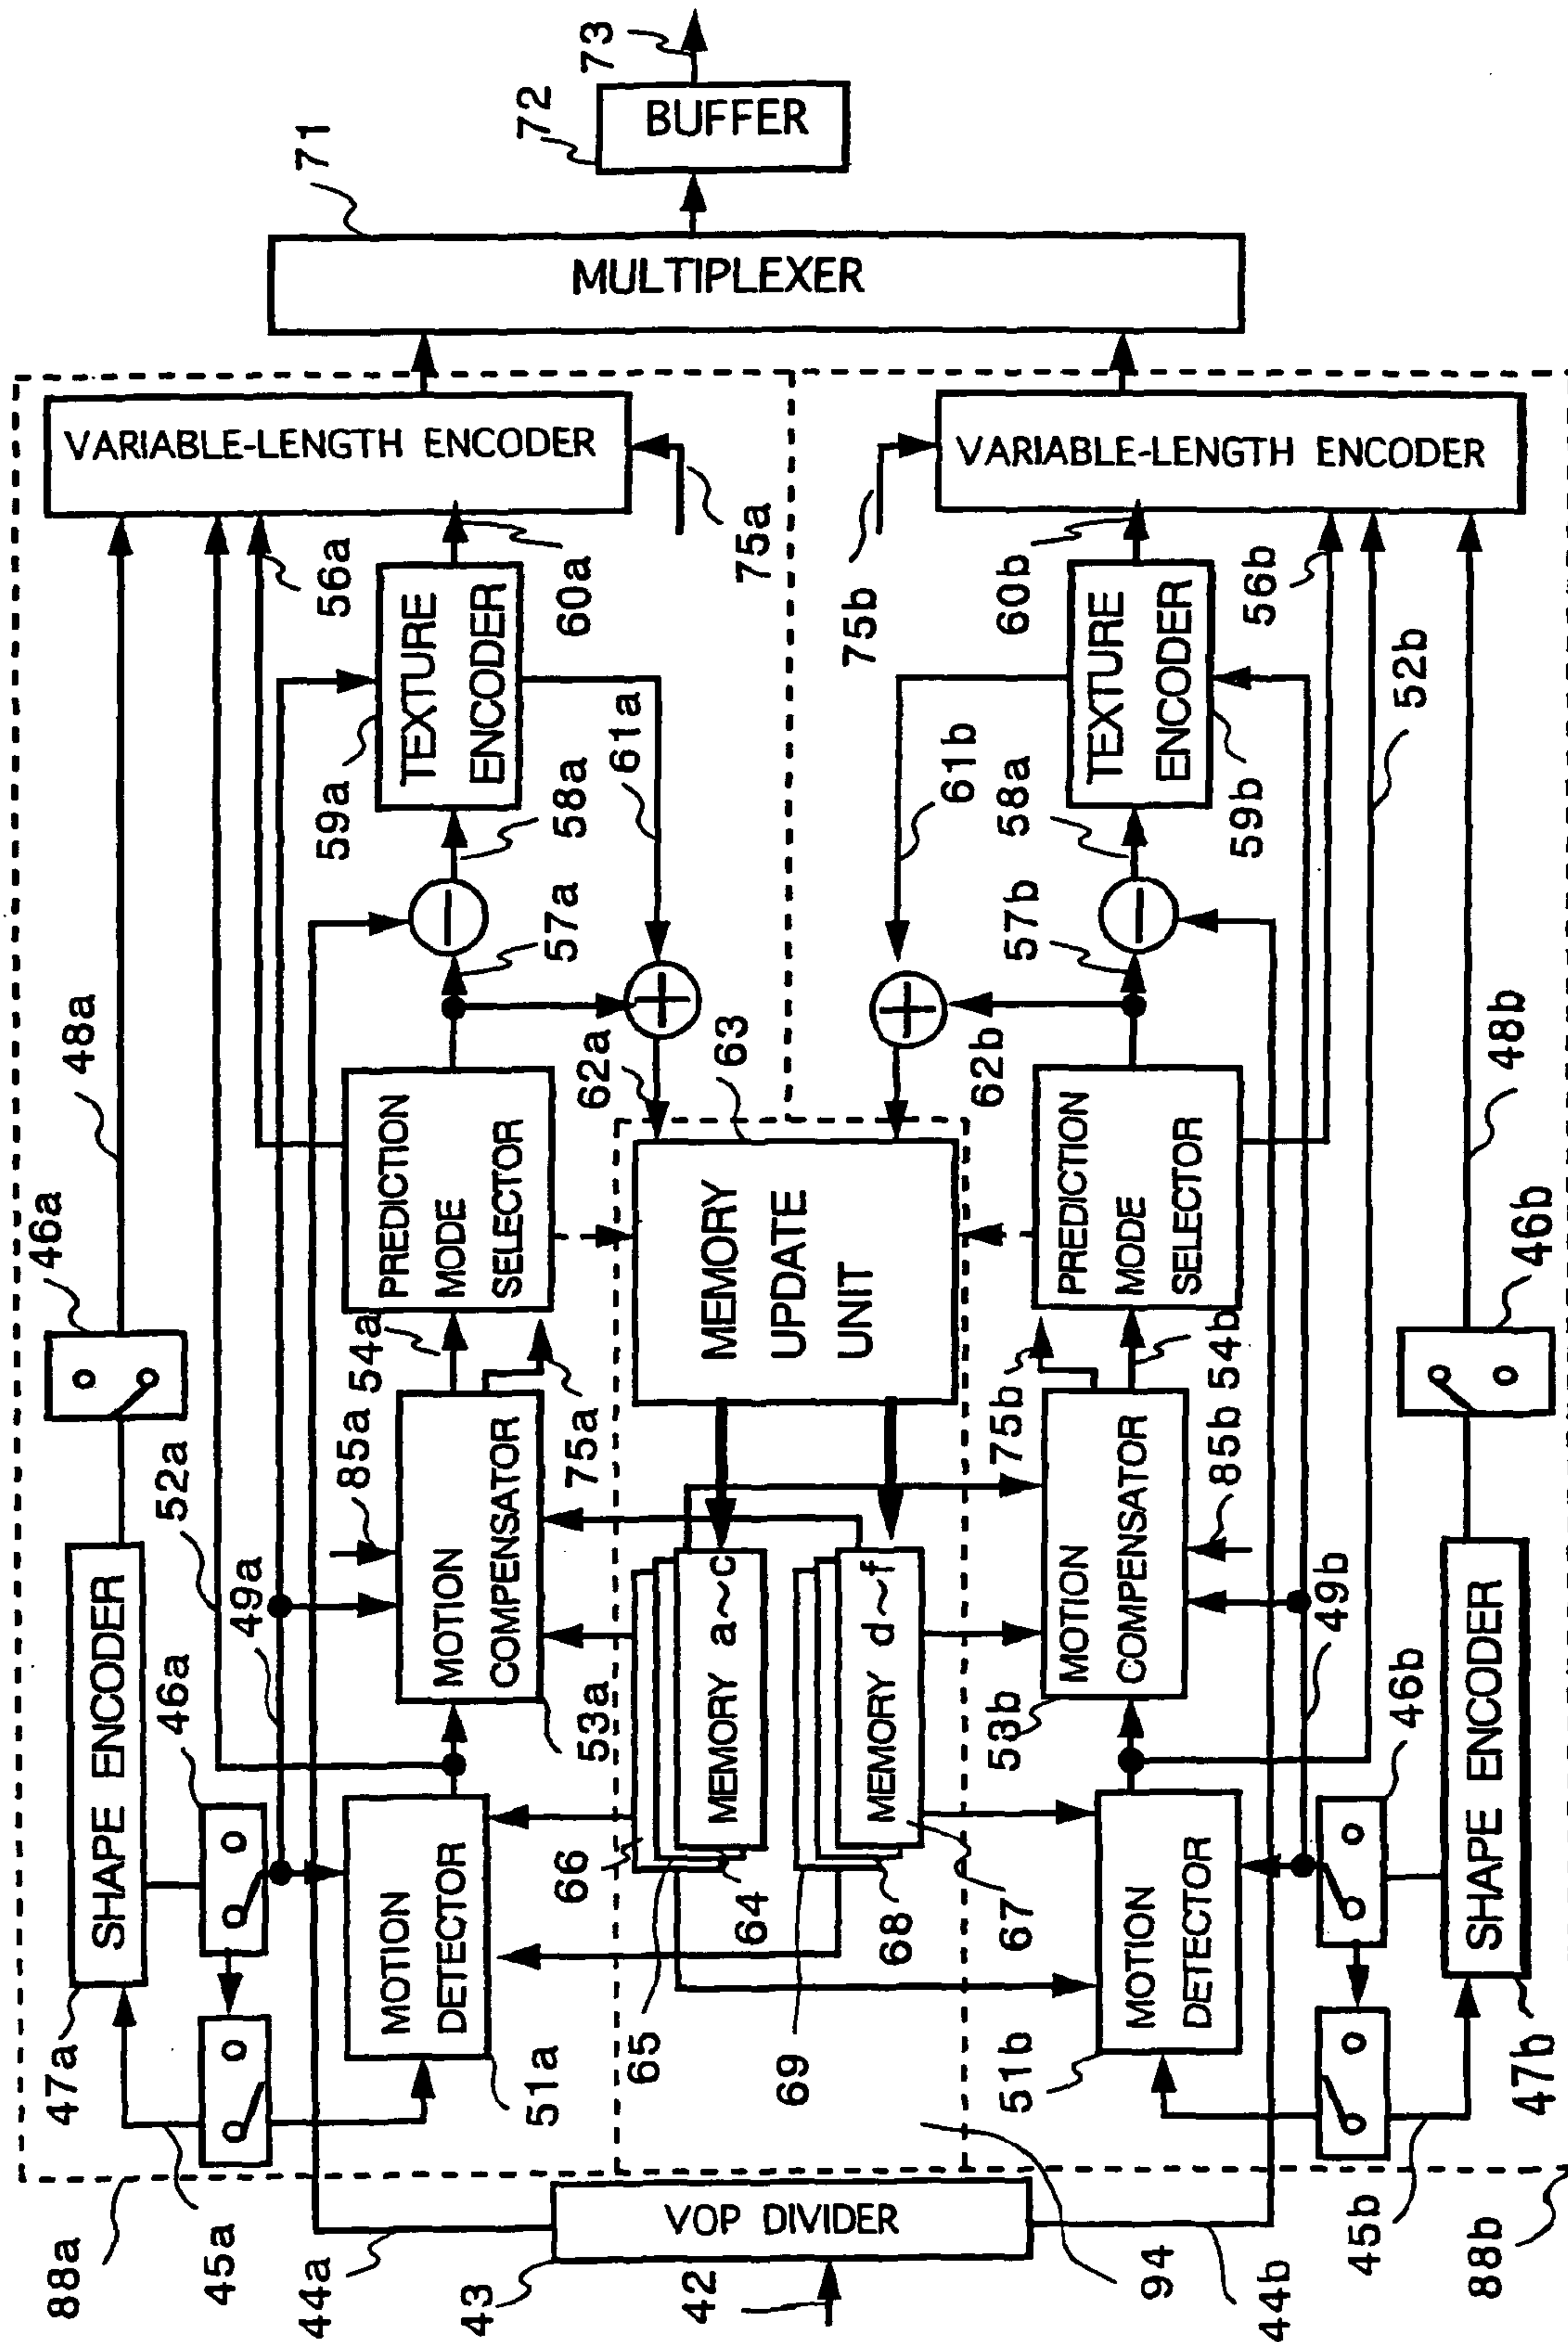 73
72
BUFFER
71
MULTIPLEXER
VARIABLE-LENGTH ENCODER
VARIABLE-LENGTH ENCODER
75a
75b
56a
60a
60b
56b
TEXTURE
ENCODER
TEXTURE
ENCODER
59a
58a
61a
61b
58a
59b
52b
57a
57b
48a
62a
63
62b
48b
46a
PREDICTION
MODE
SELECTOR
MEMORY
UPDATE
UNIT
PREDICTION
MODE
SELECTOR
46b
54a
75a
75b
54b
52a
85a
85b
SHAPE ENCODER
49a
MOTION
COMPENSATOR
MEMORY a~c
MEMORY d~f
MOTION
COMPENSATOR
49b
SHAPE ENCODER
46a
53a
53b
46b
66
64
68
67
MOTION
DETECTOR
MOTION
DETECTOR
47a
51a
65
69
51b
47b
88a
45a
44a
43
VOP DIVIDER
42
94
44b
45b
88b